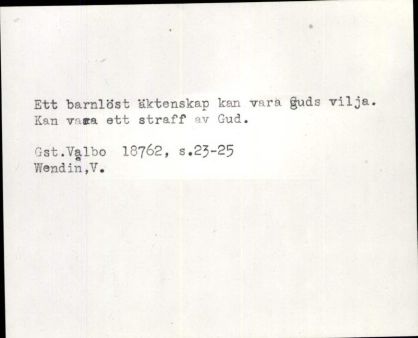 Ett barnlöst äktenskap kan vara guds vilja.
Kan vara ett straff av Gud.
Gst.Valbo 18762, s.23-25
Wendin,V.